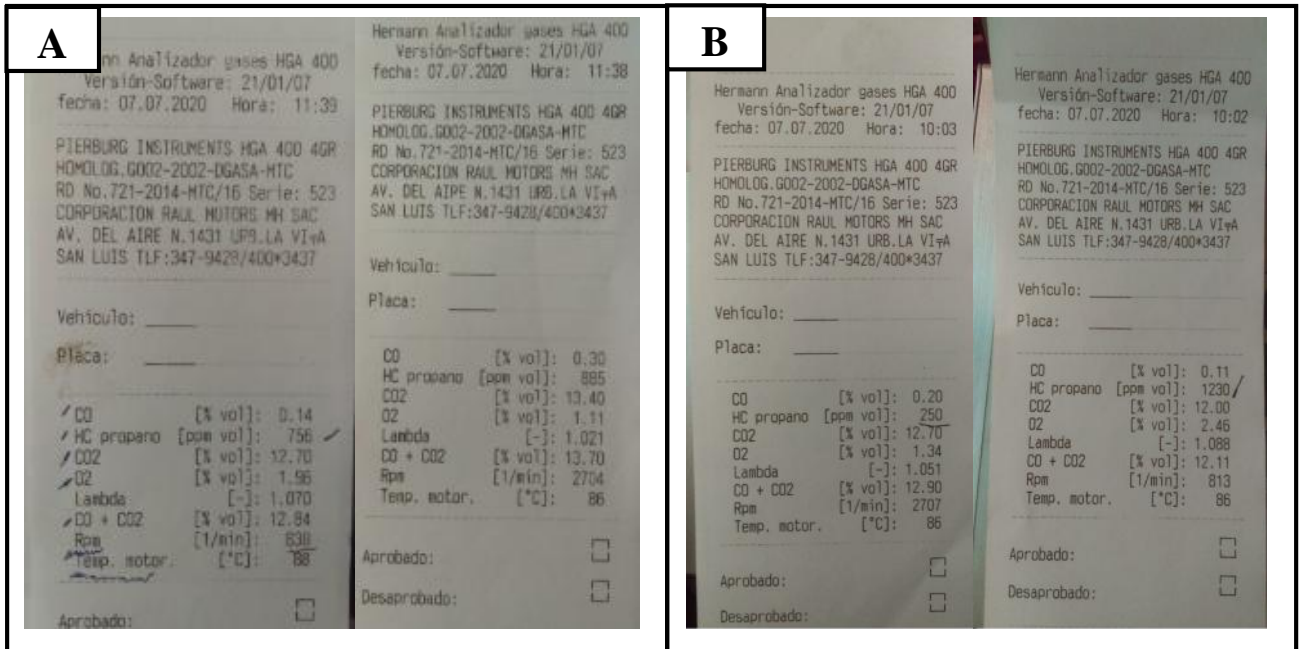 A
nn Analizador gases HGA 400
Versión-Software: 21/01/07
fecha: 07.07.2020 Hora: 11:39
PIERBURG INSTRUMENTS HGA 400 4GR
HOMOLOG.G002-2002-DGASA-MTC
RD No.721-2014-MTC/16 Serie: 523
CORPORACION RAUL MOTORS MH SAC
AV. DEL AIRE N.1431 URB.LA VI╤A
SAN LUIS TLF:347-9428/400*3437
Vehículo: ____
Placa: ____
CO [% vol]: 0.14
HC propano [ppm vol]: 756
CO2 [% vol]: 12.70
O2 [% vol]: 1.96
Lambda [-]: 1.070
CO + CO2 [% vol]: 12.84
Rpm [1/min]:
Temp. motor. [°C]:
Aprobado:
Hermann Analizador gases HGA 400
Versión-Software: 21/01/07
fecha: 07.07.2020 Hora: 11:38
PIERBURG INSTRUMENTS HGA 400 4GR
HOMOLOG.G002-2002-DGASA-MTC
RD No.721-2014-MTC/16 Serie: 523
CORPORACION RAUL MOTORS MH SAC
AV. DEL AIRE N.1431 URB.LA VI╤A
SAN LUIS TLF:347-9428/400*3437
Vehículo: ____
Placa: ____
CO [% vol]: 0.30
HC propano [ppm vol]: 885
CO2 [% vol]: 13.40
O2 [% vol]: 1.11
Lambda [-]: 1.021
CO + CO2 [% vol]: 13.70
Rpm [1/min]: 2704
Temp. motor. [°C]: 86
Aprobado:
Desaprobado:
B
Hermann Analizador gases HGA 400
Versión-Software: 21/01/07
fecha: 07.07.2020 Hora: 10:03
PIERBURG INSTRUMENTS HGA 400 4GR
HOMOLOG.G002-2002-DGASA-MTC
RD No.721-2014-MTC/16 Serie: 523
CORPORACION RAUL MOTORS MH SAC
AV. DEL AIRE N.1431 URB.LA VI╤A
SAN LUIS TLF:347-9428/400*3437
Vehículo: ____
Placa: ____
CO [% vol]: 0.20
HC propano [ppm vol]: 250
CO2 [% vol]: 12.70
O2 [% vol]: 1.34
Lambda [-]: 1.051
CO + CO2 [% vol]: 12.90
Rpm [1/min]: 2707
Temp. motor. [°C]: 86
Aprobado:
Desaprobado:
Hermann Analizador gases HGA 400
Versión-Software: 21/01/07
fecha: 07.07.2020 Hora: 10:02
PIERBURG INSTRUMENTS HGA 400 4GR
HOMOLOG.G002-2002-DGASA-MTC
RD No.721-2014-MTC/16 Serie: 523
CORPORACION RAUL MOTORS MH SAC
AV. DEL AIRE N.1431 URB.LA VI╤A
SAN LUIS TLF:347-9428/400*3437
Vehículo: ____
Placa: ____
CO [% vol]: 0.11
HC propano [ppm vol]: 1230
CO2 [% vol]: 12.00
O2 [% vol]: 2.46
Lambda [-]: 1.088
CO + CO2 [% vol]: 12.11
Rpm [1/min]: 813
Temp. motor. [°C]: 86
Aprobado:
Desaprobado: